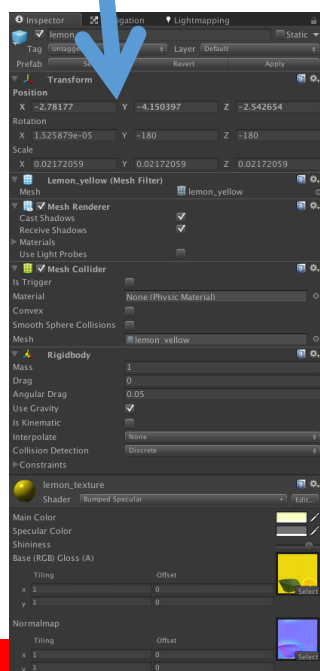 Inspector
gation
Lightmapping
lemon
Static
Tag
Layer Default
Prefab
Revert
Apply
Transform
Position
X -2.78177 Y -4.150397 Z -2.542654
Rotation
X 1.525879e-05 Y -180 Z -180
Scale
X 0.02172059 Y 0.02172059 Z 0.02172059
Lemon_yellow (Mesh Filter)
Mesh lemon_yellow
Mesh Renderer
Cast Shadows
Receive Shadows
Materials
Use Light Probes
Mesh Collider
Is Trigger
Material None (Physic Material)
Convex
Smooth Sphere Collisions
Mesh lemon_yellow
Rigidbody
Mass 1
Drag 0
Angular Drag 0.05
Use Gravity
Is Kinematic
Interpolate None
Collision Detection Discrete
Constraints
lemon_texture
Shader Bumped Specular Edit...
Main Color
Specular Color
Shininess
Base (RGB) Gloss (A)
Tiling Offset
x 1 0
y 1 0
Select
Normalmap
Tiling Offset
x 1 0
y 1 0
Select